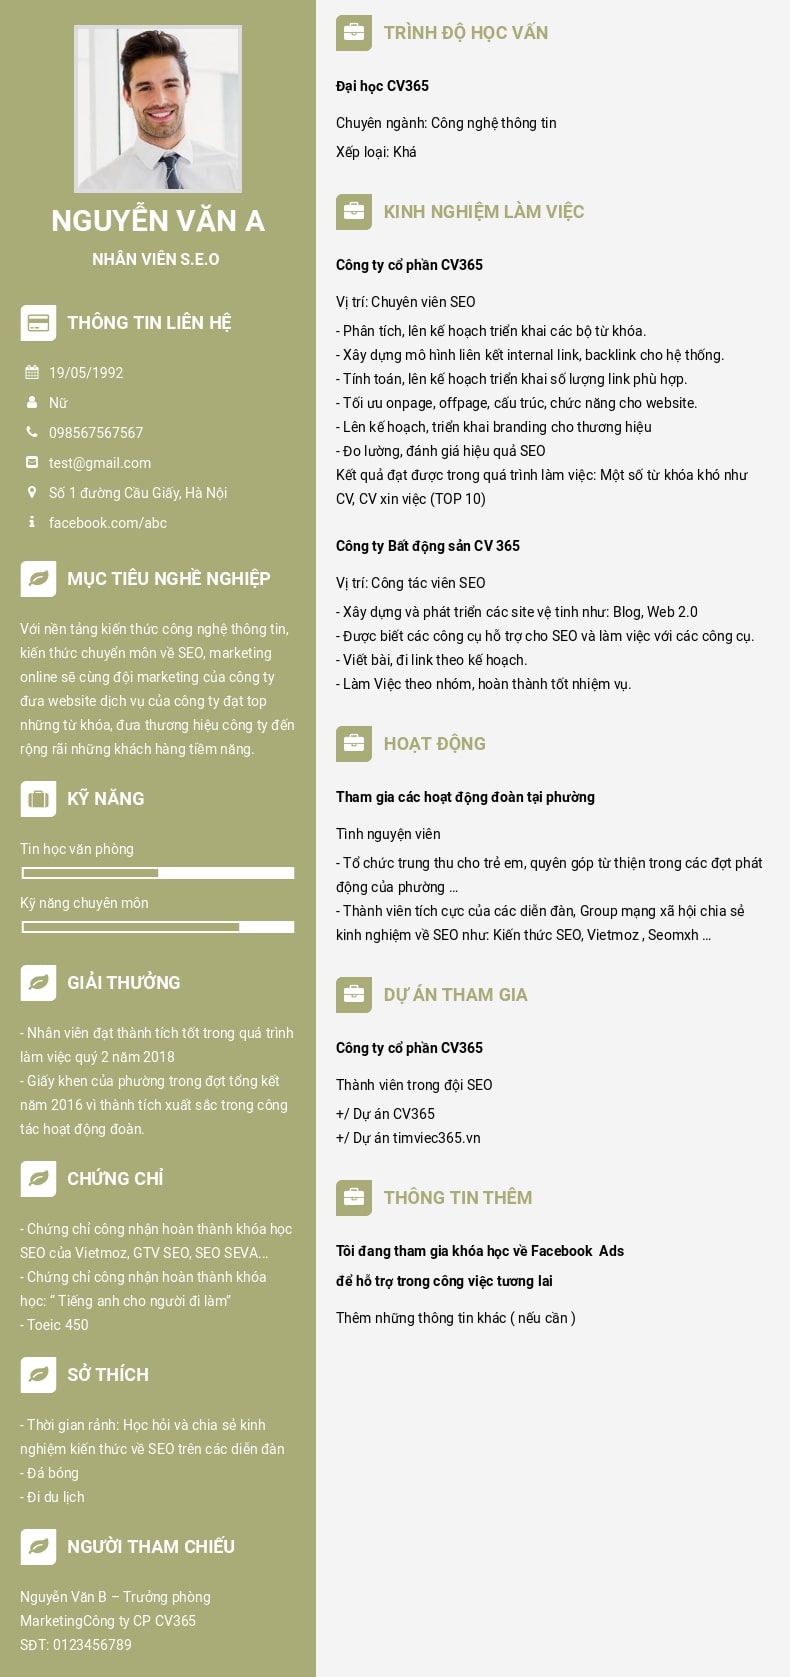 NGUYỄN VĂN A
NHÂN VIÊN S.E.O
THÔNG TIN LIÊN HỆ
19/05/1992
Nữ
098567567567
test@gmail.com
Số 1 đường Cầu Giấy, Hà Nội
facebook.com/abc
MỤC TIÊU NGHỀ NGHIỆP
Với nền tảng kiến thức công nghệ thông tin,
kiến thức chuyển môn về SEO, marketing
online sẽ cùng đội marketing của công ty
đưa website dịch vụ của công ty đạt top
những từ khóa, đưa thương hiệu công ty đến
rộng rãi những khách hàng tiềm năng.
KỸ NĂNG
Tin học văn phòng
Kỹ năng chuyên môn
GIẢI THƯỞNG
- Nhân viên đạt thành tích tốt trong quá trình
làm việc quý 2 năm 2018
- Giấy khen của phường trong đợt tổng kết
năm 2016 vì thành tích xuất sắc trong công
tác hoạt động đoàn.
CHỨNG CHỈ
- Chứng chỉ công nhận hoàn thành khóa học
SEO của Vietmoz, GTV SEO, SEO SEVA...
- Chứng chỉ công nhận hoàn thành khóa
học: “ Tiếng anh cho người đi làm”
- Toeic 450
SỞ THÍCH
- Thời gian rảnh: Học hỏi và chia sẻ kinh
nghiệm kiến thức về SEO trên các diễn đàn
- Đá bóng
- Đi du lịch
NGƯỜI THAM CHIẾU
Nguyễn Văn B – Trưởng phòng
MarketingCông ty CP CV365
SĐT: 0123456789
TRÌNH ĐỘ HỌC VẤN
Đại học CV365
Chuyên ngành: Công nghệ thông tin
Xếp loại: Khá
KINH NGHIỆM LÀM VIỆC
Công ty cổ phần CV365
Vị trí: Chuyên viên SEO
- Phân tích, lên kế hoạch triển khai các bộ từ khóa.
- Xây dựng mô hình liên kết internal link, backlink cho hệ thống.
- Tính toán, lên kế hoạch triển khai số lượng link phù hợp.
- Tối ưu onpage, offpage, cấu trúc, chức năng cho website.
- Lên kế hoạch, triển khai branding cho thương hiệu
- Đo lường, đánh giá hiệu quả SEO
Kết quả đạt được trong quá trình làm việc: Một số từ khóa khó như
CV, CV xin việc (TOP 10)
Công ty Bất động sản CV 365
Vị trí: Công tác viên SEO
- Xây dựng và phát triển các site vệ tinh như: Blog, Web 2.0
- Được biết các công cụ hỗ trợ cho SEO và làm việc với các công cụ.
- Viết bài, đi link theo kế hoạch.
- Làm Việc theo nhóm, hoàn thành tốt nhiệm vụ.
HOẠT ĐỘNG
Tham gia các hoạt động đoàn tại phường
Tình nguyện viên
- Tổ chức trung thu cho trẻ em, quyên góp từ thiện trong các đợt phát
động của phường ...
- Thành viên tích cực của các diễn đàn, Group mạng xã hội chia sẻ
kinh nghiệm về SEO như: Kiến thức SEO, Vietmoz , Seomxh ...
DỰ ÁN THAM GIA
Công ty cổ phần CV365
Thành viên trong đội SEO
+/ Dự án CV365
+/ Dự án timviec365.vn
THÔNG TIN THÊM
Tôi đang tham gia khóa học về Facebook Ads
để hỗ trợ trong công việc tương lai
Thêm những thông tin khác ( nếu cần )